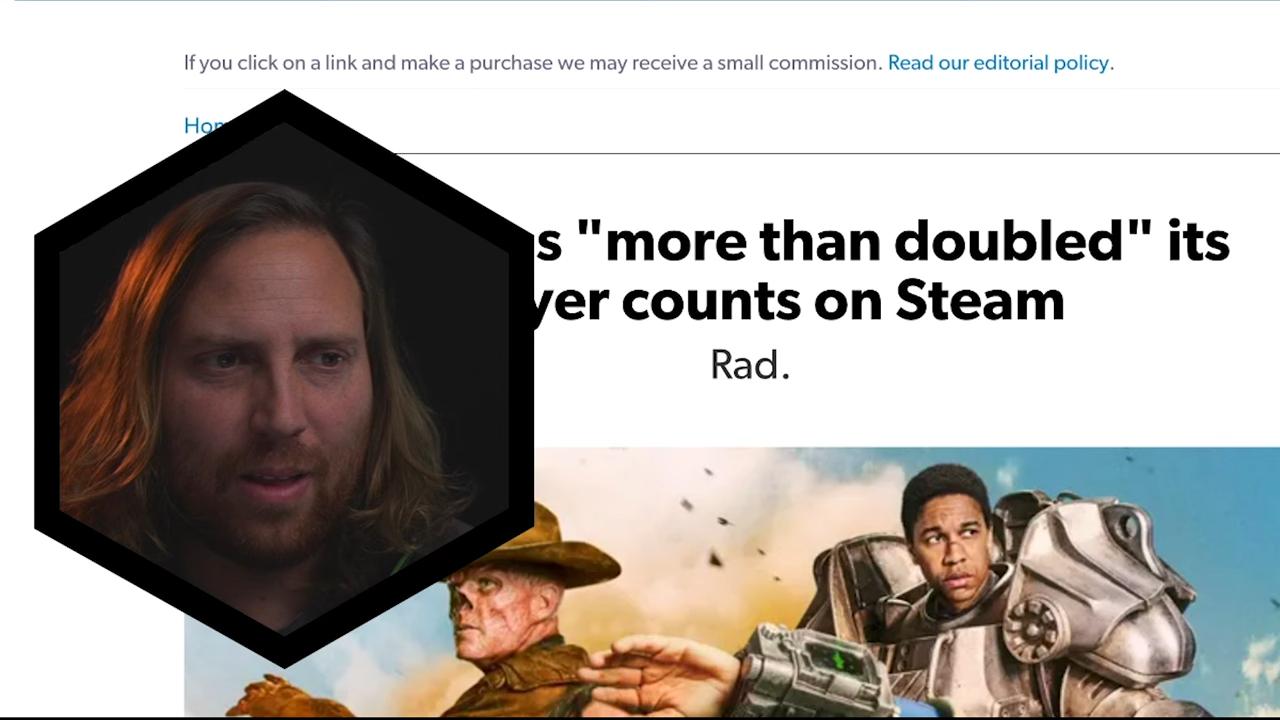 If you click on a link and make a purchase we may receive a small commission. Read our editorial policy.
"more than doubled" its
counts on Steam
Rad.